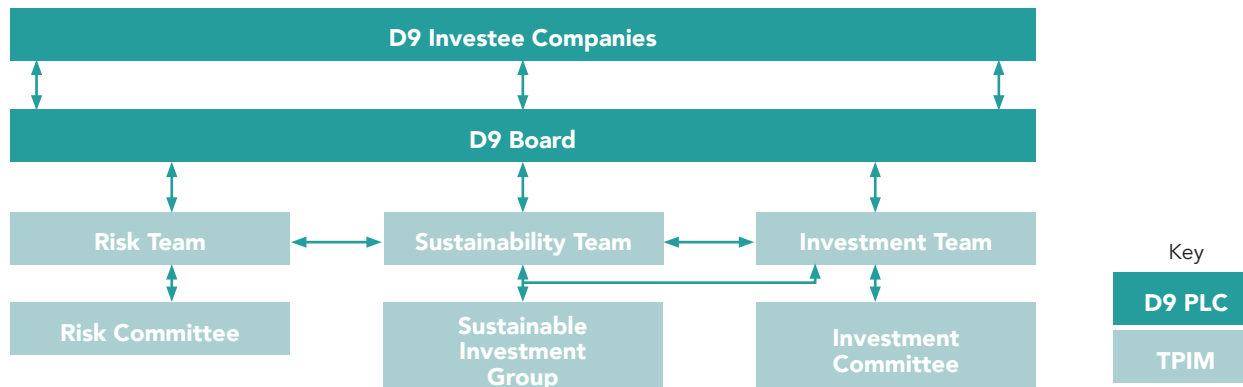 D9 Investee Companies
D9 Board
Risk Team
Sustainability Team
Investment Team
Risk Committee
Sustainable
Investment
Group
Investment
Committee
Key
D9 PLC
TPIM